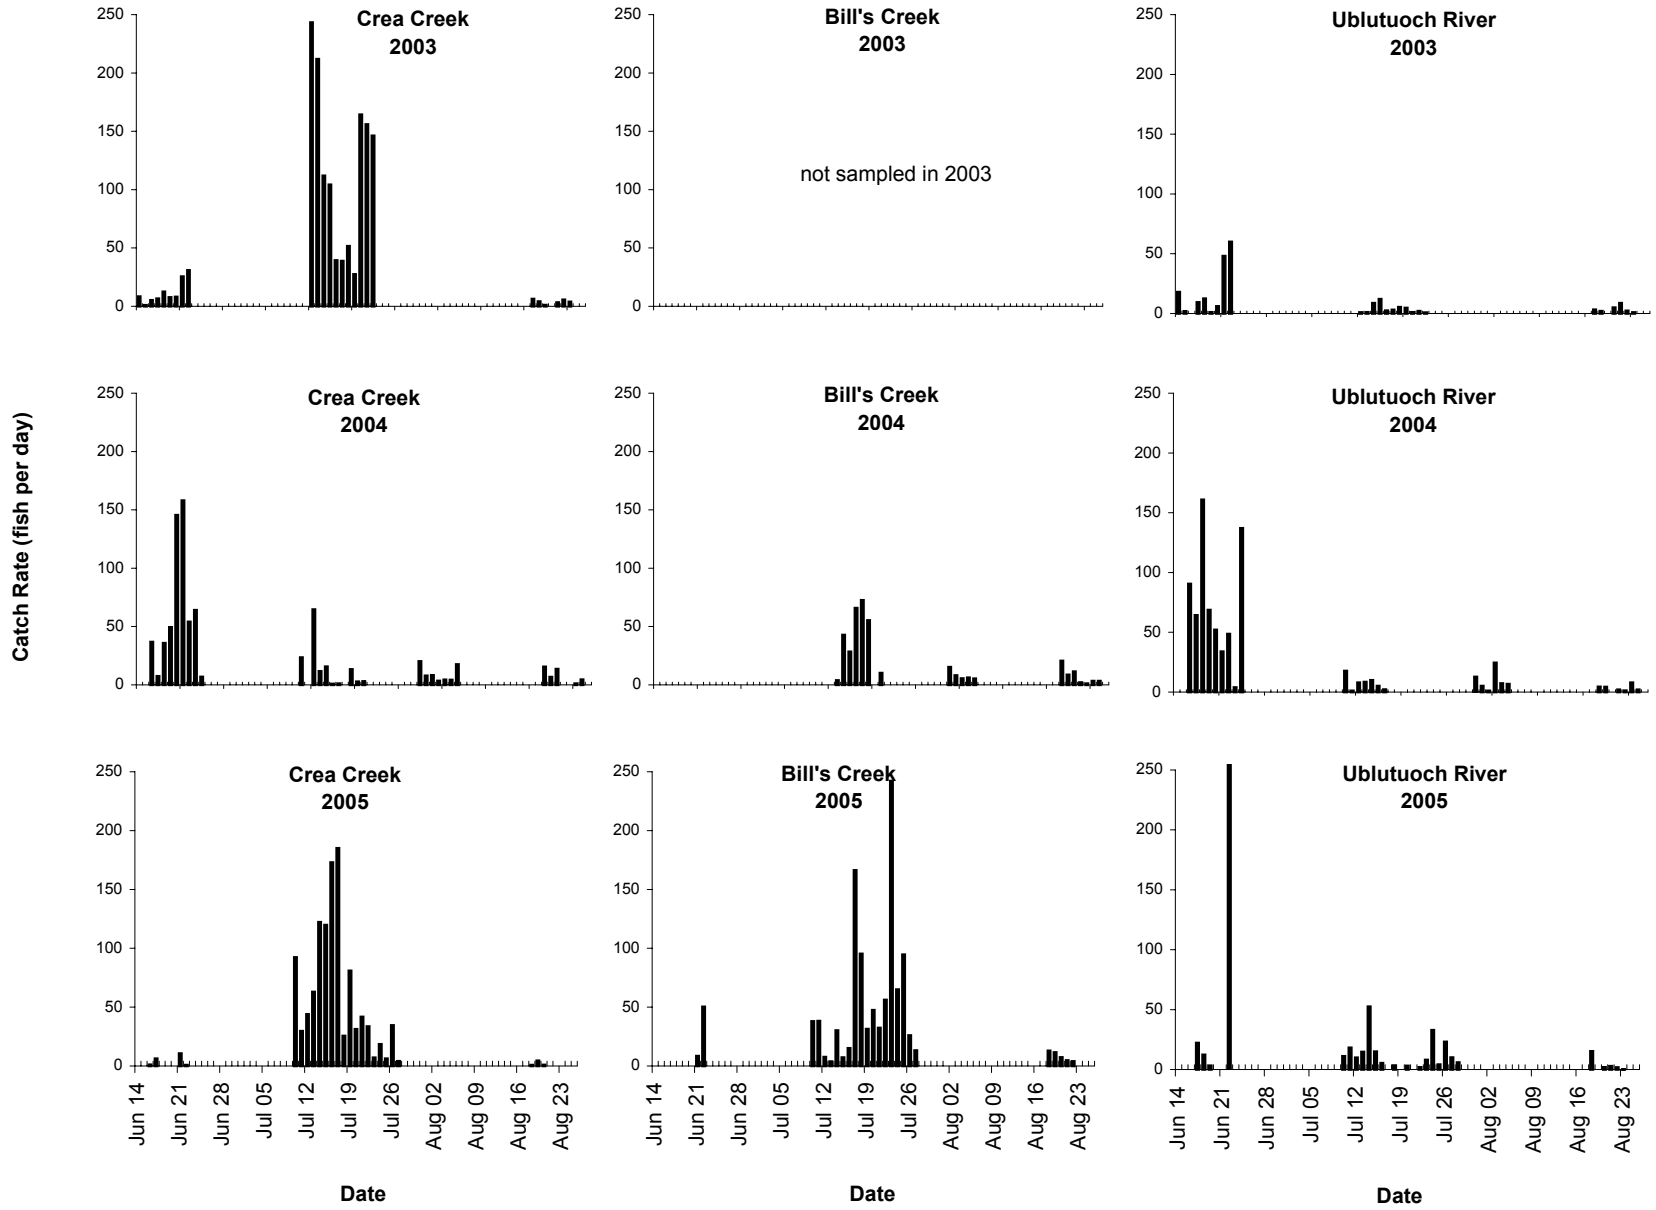 Crea Creek
2003
250
200
150
100
50
0
Bill's Creek
2003
250
200
150
100
50
0
not sampled in 2003
Ublutuoch River
2003
250
200
150
100
50
0
Catch Rate (fish per day)
Crea Creek
2004
250
200
150
100
50
0
Bill's Creek
2004
250
200
150
100
50
0
Ublutuoch River
2004
250
200
150
100
50
0
Crea Creek
2005
250
200
150
100
50
0
Jun 14
Jun 21
Jun 28
Jul 05
Jul 12
Jul 19
Jul 26
Aug 02
Aug 09
Aug 16
Aug 23
Date
Bill's Creek
2005
250
200
150
100
50
0
Jun 14
Jun 21
Jun 28
Jul 05
Jul 12
Jul 19
Jul 26
Aug 02
Aug 09
Aug 16
Aug 23
Date
Ublutuoch River
2005
250
200
150
100
50
0
Jun 14
Jun 21
Jun 28
Jul 05
Jul 12
Jul 19
Jul 26
Aug 02
Aug 09
Aug 16
Aug 23
Date